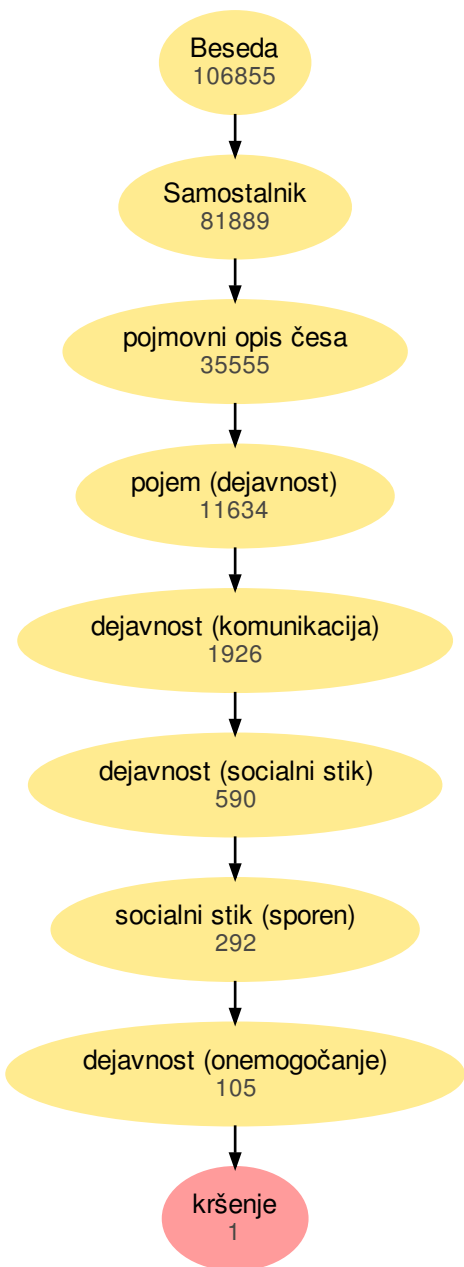 Beseda
106855
Samostalnik
81889
pojmovni opis česa
35555
pojem (dejavnost)
11634
dejavnost (komunikacija)
1926
dejavnost (socialni stik)
590
socialni stik (sporen)
292
dejavnost (onemogočanje)
105
kršenje
1